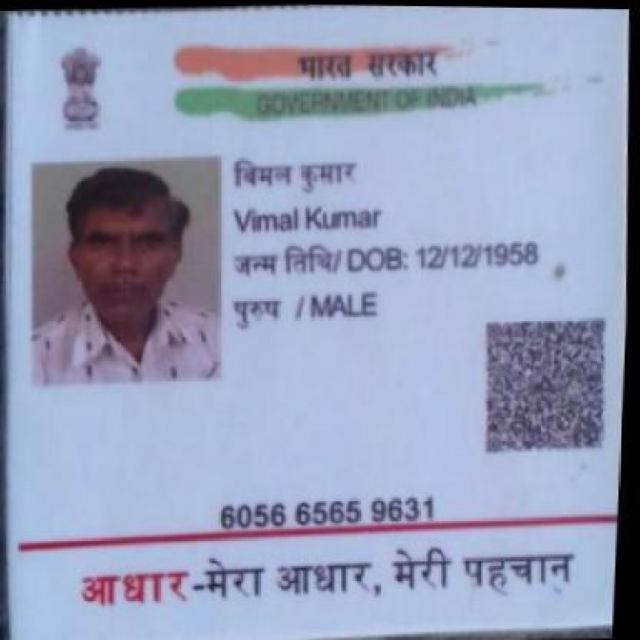 भारत सरकार
GOVERNMENT OF INDIA
विमल कुमार
Vimal Kumar
जन्म तिथि/ DOB: 12/12/1958
पुरुष / MALE
6056 6565 9631
आधार-मेरा आधार, मेरी पहचान